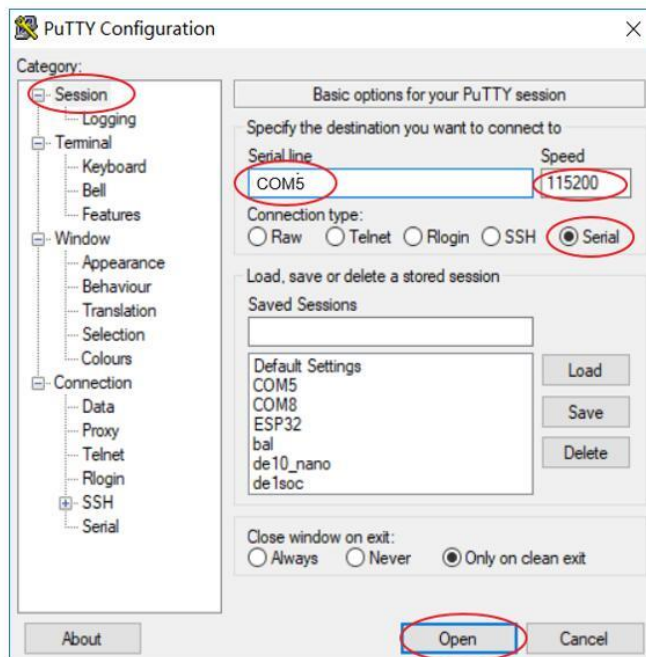 PuTTY Configuration
Category:
Session
Logging
Terminal
Keyboard
Bell
Features
Window
Appearance
Behaviour
Translation
Selection
Colours
Connection
Data
Proxy
Telnet
Rlogin
SSH
Serial
Basic options for your PuTTY session
Specify the destination you want to connect to
Serial line Speed
COM5 115200
Connection type:
Raw Telnet Rlogin SSH Serial
Load, save or delete a stored session
Saved Sessions
Default Settings
COM5
COM8
ESP32
bal
de10_nano
de1soc
Load
Save
Delete
Close window on exit:
Always Never Only on clean exit
About Open Cancel